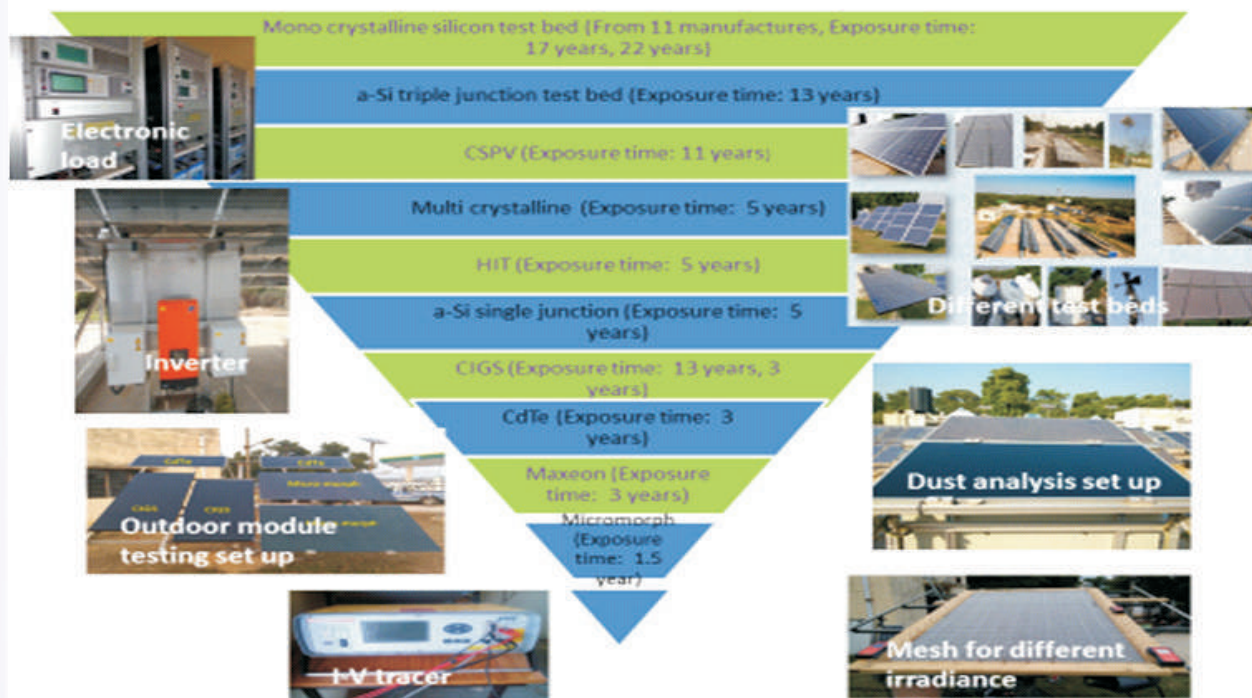 Mono crystalline silicon test bed (From 11 manufactures, Exposure time:
17 years, 22 years)
a-Si triple junction test bed (Exposure time: 13 years)
Electronic
load
CSPV (Exposure time: 11 years)
Multi crystalline (Exposure time: 5 years)
HIT (Exposure time: 5 years)
Different test beds
a-Si single junction (Exposure time: 5
years)
Inverter
CIGS (Exposure time: 13 years, 3
years)
CdTe (Exposure time: 3
years)
Maxeon (Exposure
time: 3 years)
CdTe
CdTe
CIGS
CIGS
Outdoor module
testing set up
Dust analysis set up
Micromorph
(Exposure
time: 1.5
year)
I-V tracer
Mesh for different
irradiance